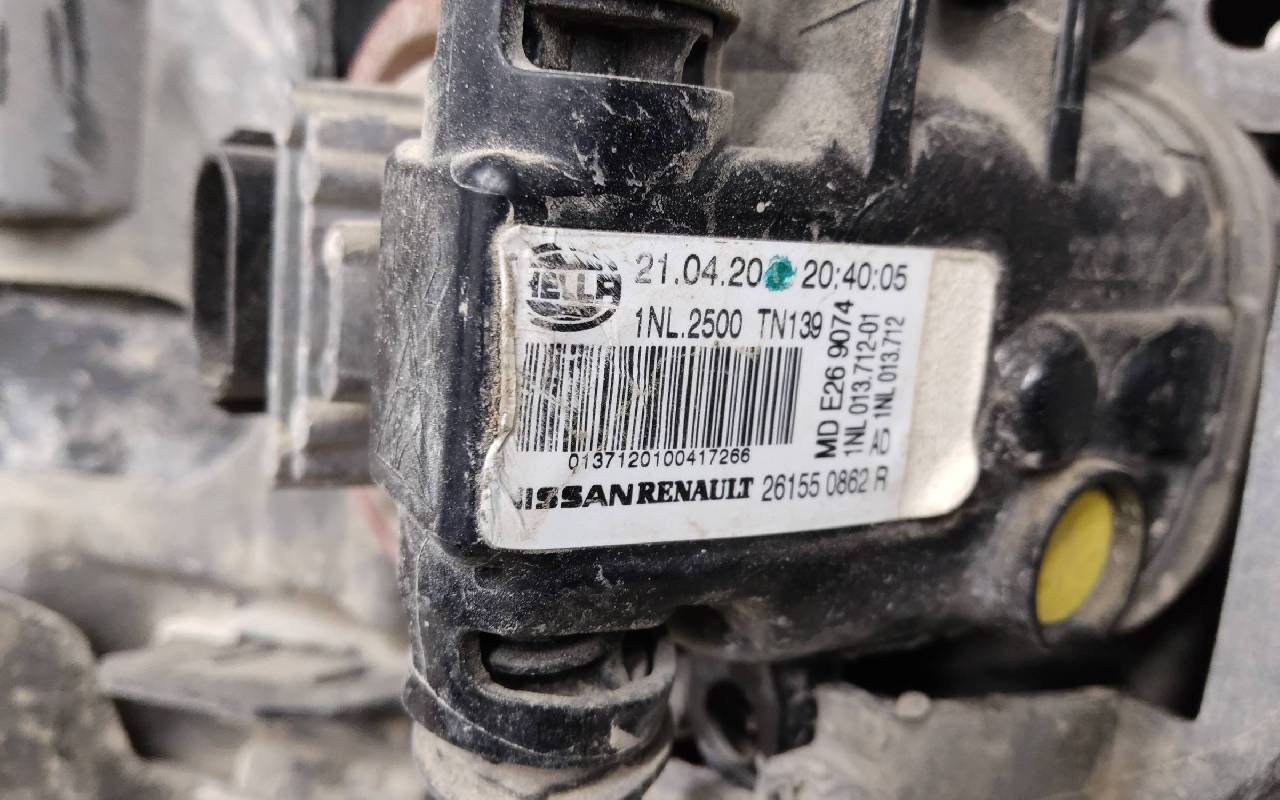 HELLA
21.04.20 20:40:05
1NL.2500 TN139
MD E26 9074
1NL 013.712-01
AD 1NL 013.712
0137120100417266
NISSAN RENAULT 26155 0862 R